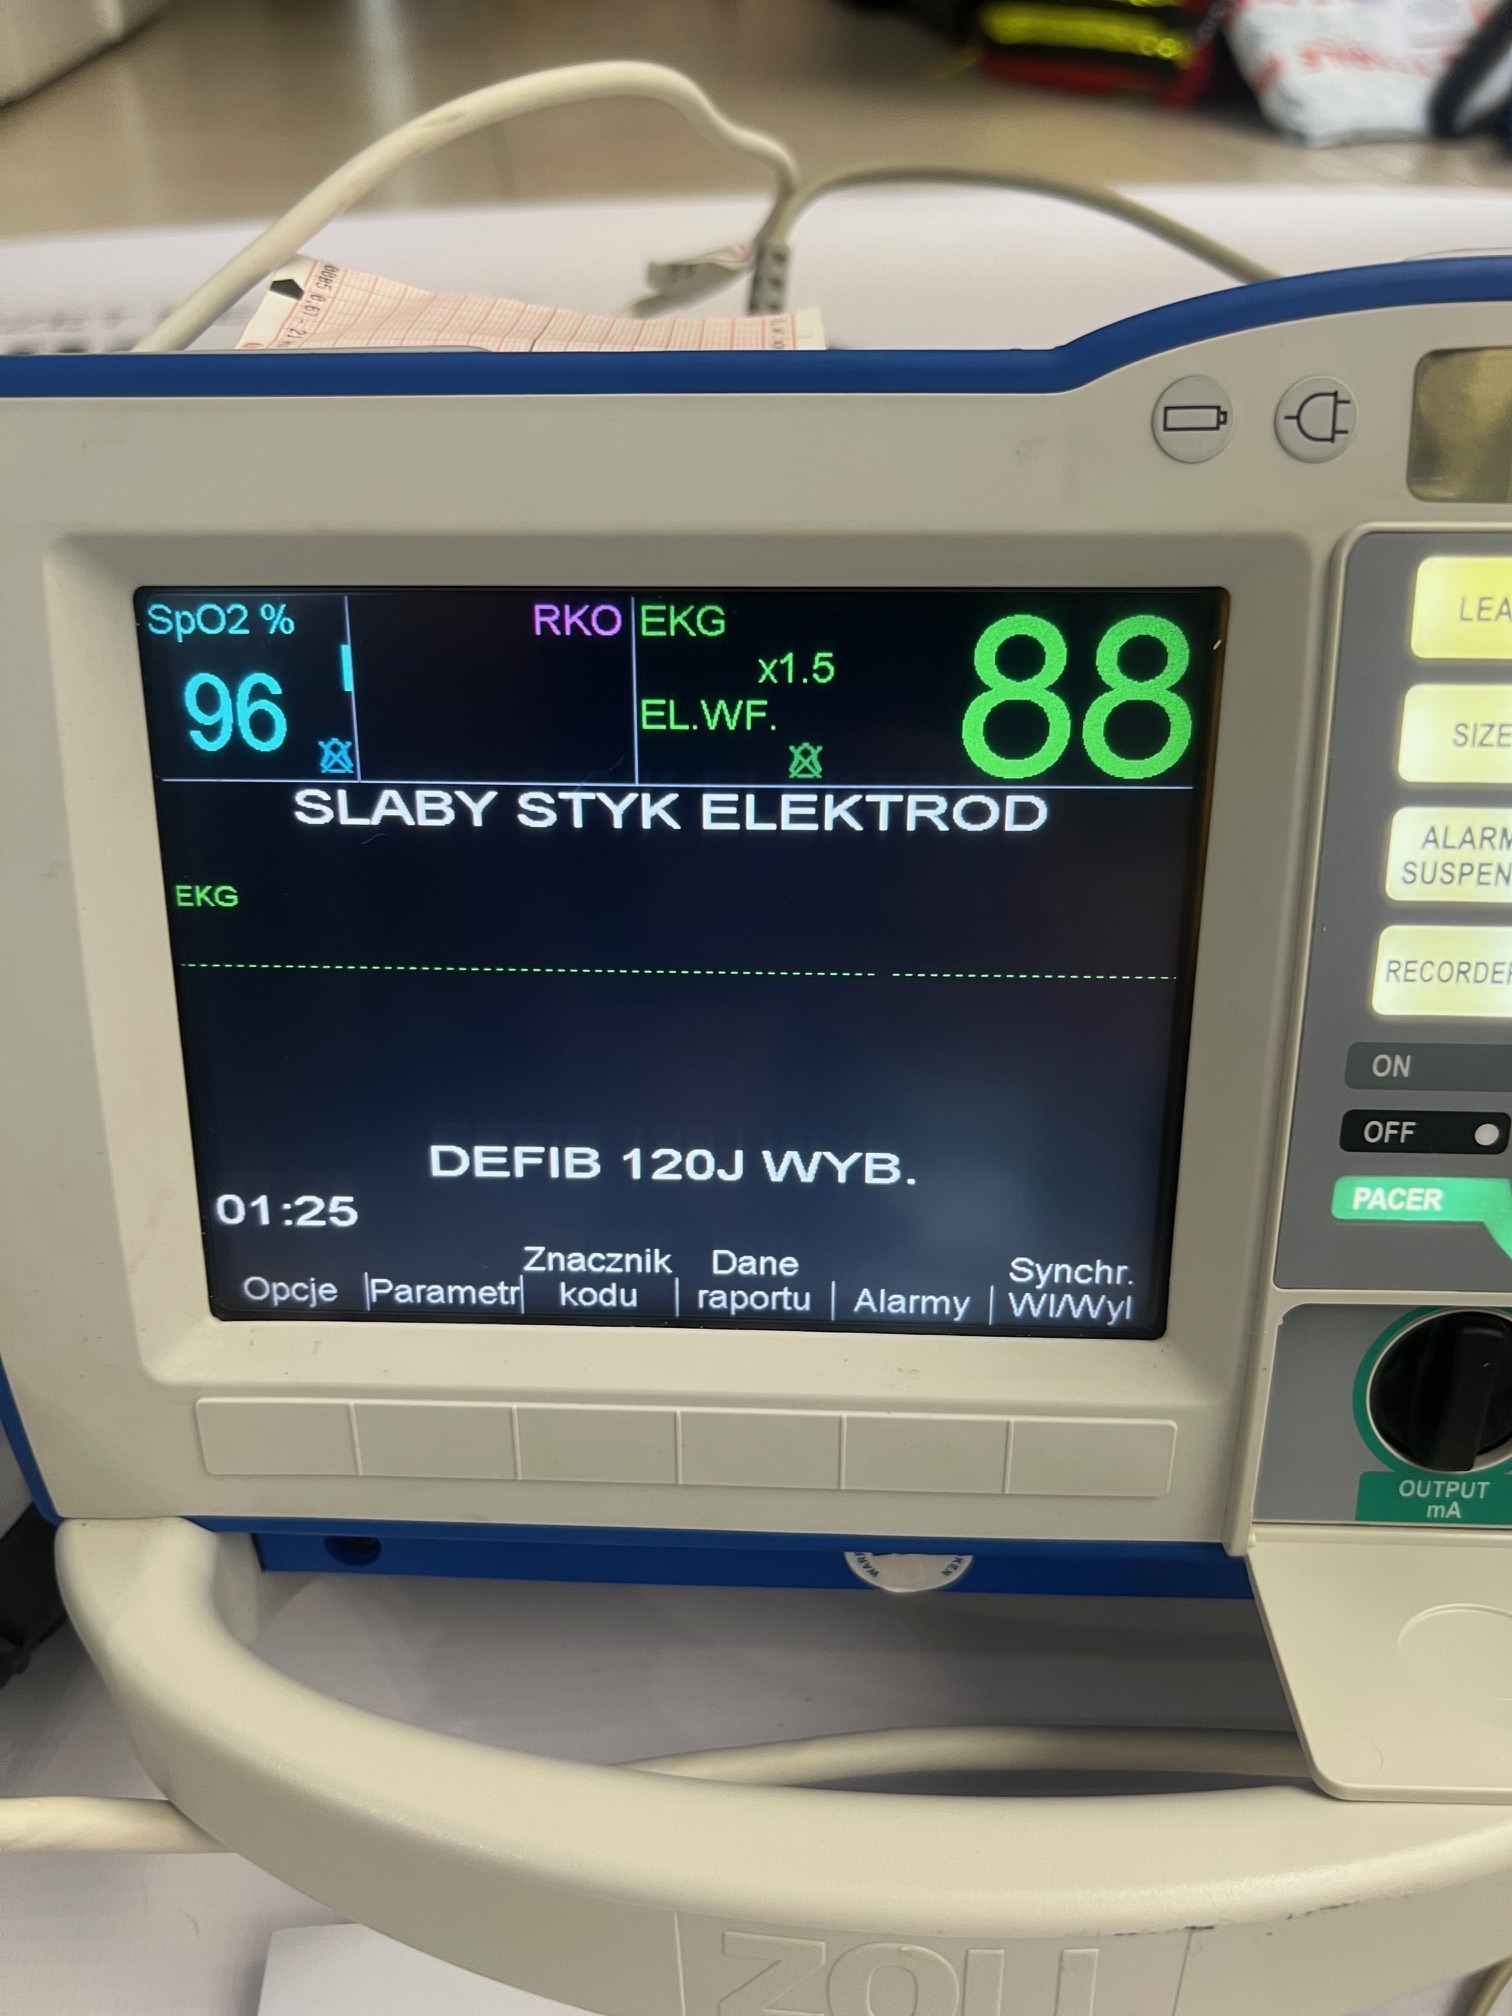 SpO2 %
96
RKO
EKG
x1.5
EL.WF.
88
SLABY STYK ELEKTROD
EKG
DEFIB 120J WYB.
01:25
Opcje
Parametr
Znacznik
kodu
Dane
raportu
Alarmy
Synchr.
Wl/Wyl
ALARM
ON
OFF
PACER
OUTPUT
mA
ZOLL